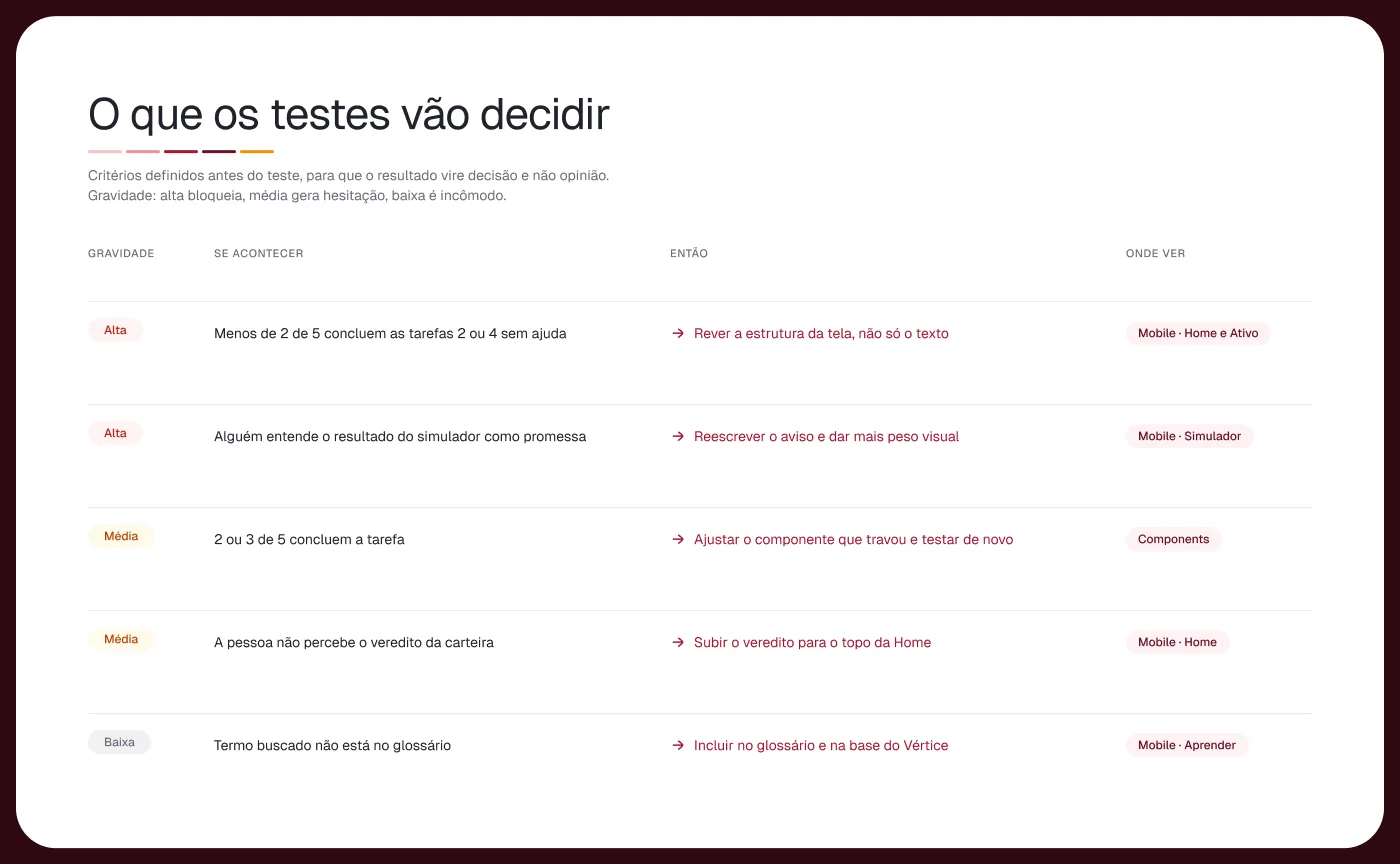 O que os testes vão decidir
Critérios definidos antes do teste, para que o resultado vire decisão e não opinião.
Gravidade: alta bloqueia, média gera hesitação, baixa é incômodo.
GRAVIDADE SE ACONTECER ENTÃO ONDE VER
Alta Menos de 2 de 5 concluem as tarefas 2 ou 4 sem ajuda → Rever a estrutura da tela, não só o texto Mobile · Home e Ativo
Alta Alguém entende o resultado do simulador como promessa → Reescrever o aviso e dar mais peso visual Mobile · Simulador
Média 2 ou 3 de 5 concluem a tarefa → Ajustar o componente que travou e testar de novo Components
Média A pessoa não percebe o veredito da carteira → Subir o veredito para o topo da Home Mobile · Home
Baixa Termo buscado não está no glossário → Incluir no glossário e na base do Vértice Mobile · Aprender